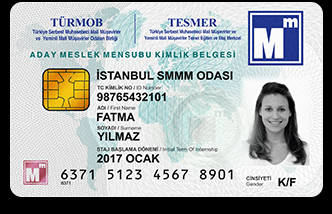 TÜRMOB
Türkiye Serbest Muhasebeci Mali Müşavirler ve
Yeminli Mali Müşavirler Odaları Birliği
TESMER
Türkiye Serbest Muhasebeci Mali Müşavirler ve
Yeminli Mali Müşavirler Temel Eğitim ve Staj Merkezi
ADAY MESLEK MENSUBU KİMLİK BELGESİ
Mm
İSTANBUL SMMM ODASI
TC KİMLİK NO / ID Number
98765432101
ADI / First Name
FATMA
SOYADI / Surname
YILMAZ
STAJ BAŞLAMA DÖNEMİ / Initial Term of Internship
2017 OCAK
6371 5123 4567 8901
6371
CİNSİYETİ
Gender
K/F
Mm